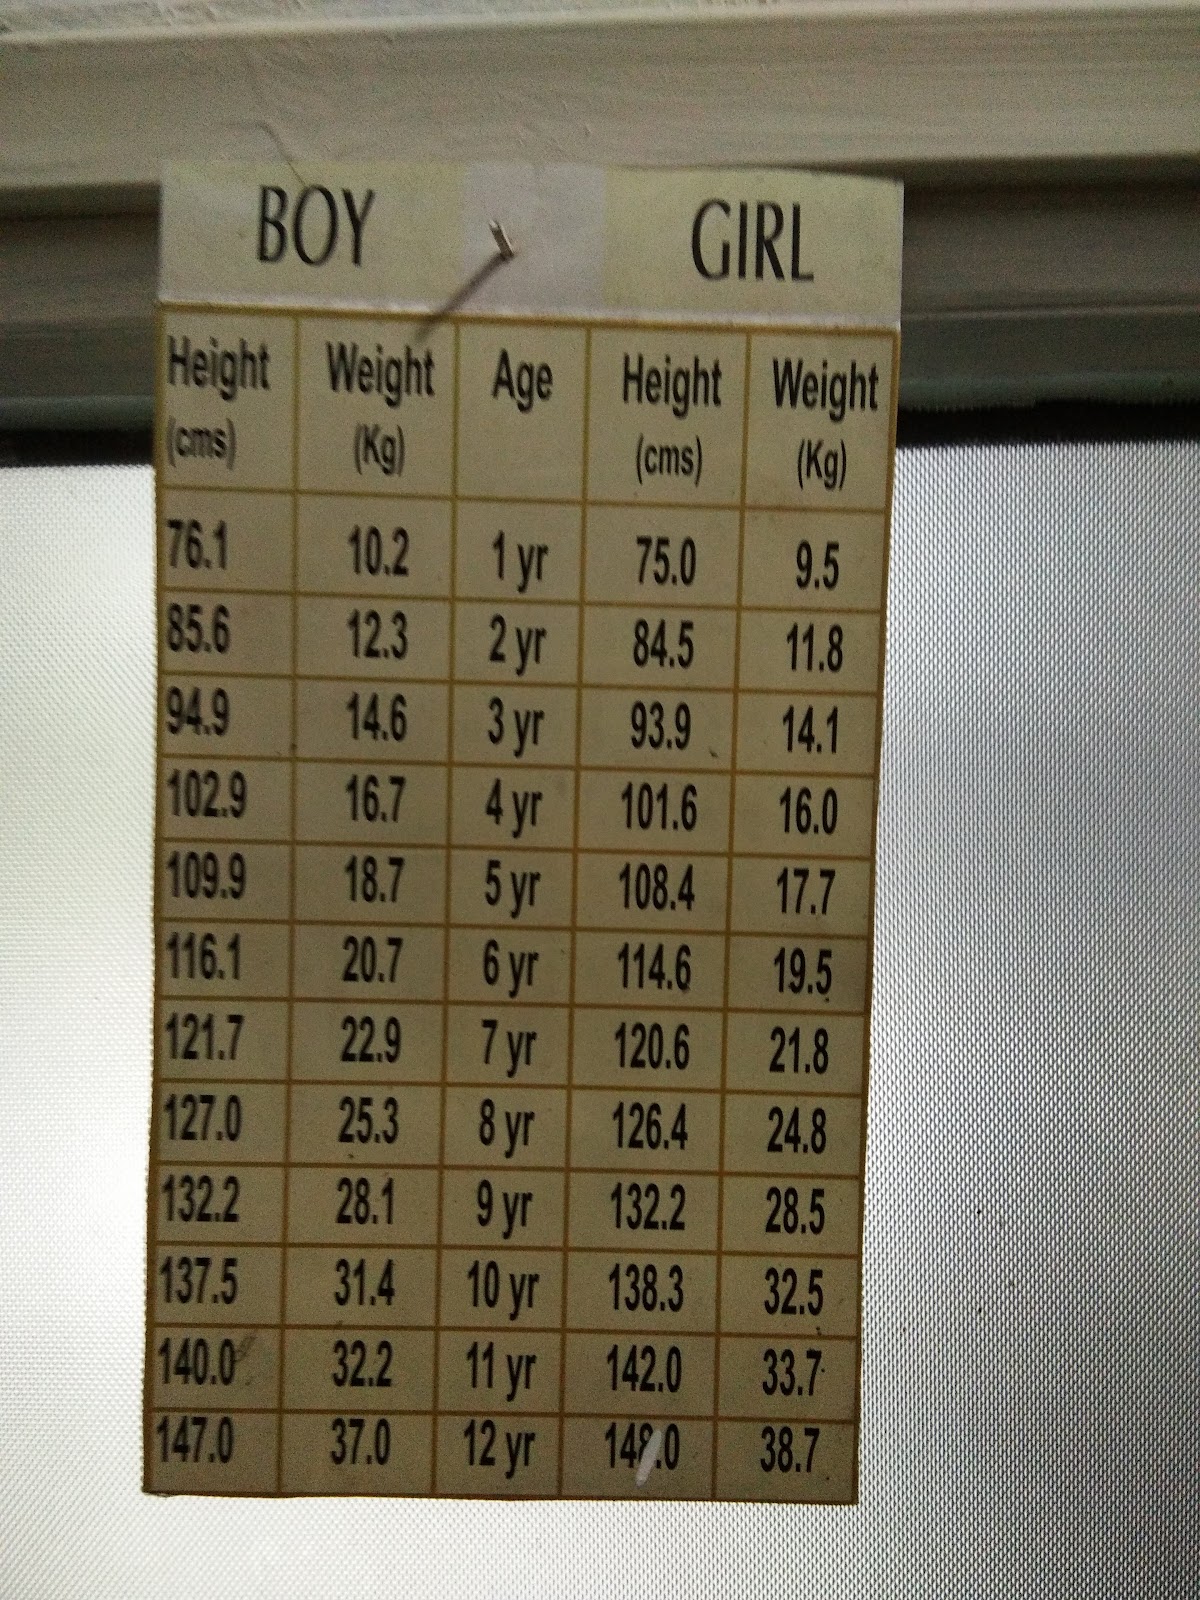 BOY GIRL
Height Weight Age Height Weight
(cms) (Kg) (cms) (Kg)
76.1 10.2 1 yr 75.0 9.5
85.6 12.3 2 yr 84.5 11.8
94.9 14.6 3 yr 93.9 14.1
102.9 16.7 4 yr 101.6 16.0
109.9 18.7 5 yr 108.4 17.7
116.1 20.7 6 yr 114.6 19.5
121.7 22.9 7 yr 120.6 21.8
127.0 25.3 8 yr 126.4 24.8
132.2 28.1 9 yr 132.2 28.5
137.5 31.4 10 yr 138.3 32.5
140.0 32.2 11 yr 142.0 33.7
147.0 37.0 12 yr 148.0 38.7